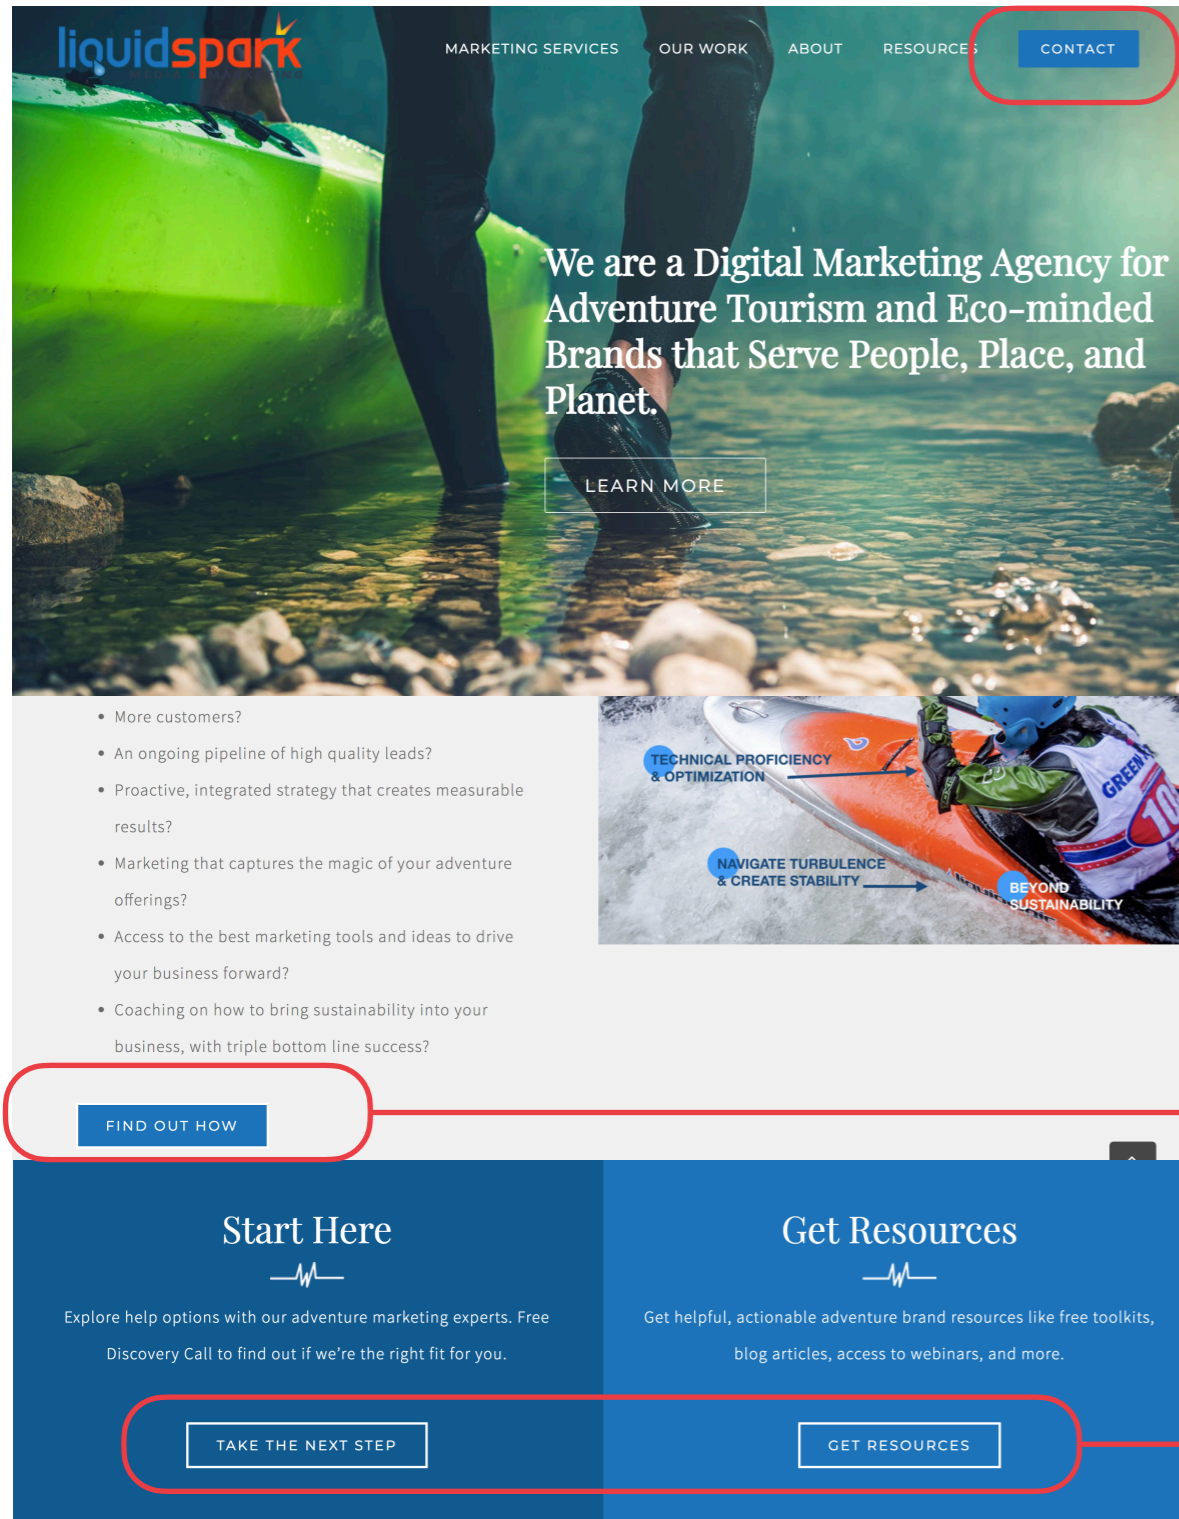 liquidspark
MEDIA & MARKETING
MARKETING SERVICES
OUR WORK
ABOUT
RESOURCES
CONTACT
We are a Digital Marketing Agency for
Adventure Tourism and Eco-minded
Brands that Serve People, Place, and
Planet.
LEARN MORE
• More customers?
• An ongoing pipeline of high quality leads?
• Proactive, integrated strategy that creates measurable
results?
• Marketing that captures the magic of your adventure
offerings?
• Access to the best marketing tools and ideas to drive
your business forward?
• Coaching on how to bring sustainability into your
business, with triple bottom line success?
FIND OUT HOW
TECHNICAL PROFICIENCY
& OPTIMIZATION
NAVIGATE TURBULENCE
& CREATE STABILITY
BEYOND
SUSTAINABILITY
Start Here
Explore help options with our adventure marketing experts. Free
Discovery Call to find out if we’re the right fit for you.
TAKE THE NEXT STEP
Get Resources
Get helpful, actionable adventure brand resources like free toolkits,
blog articles, access to webinars, and more.
GET RESOURCES